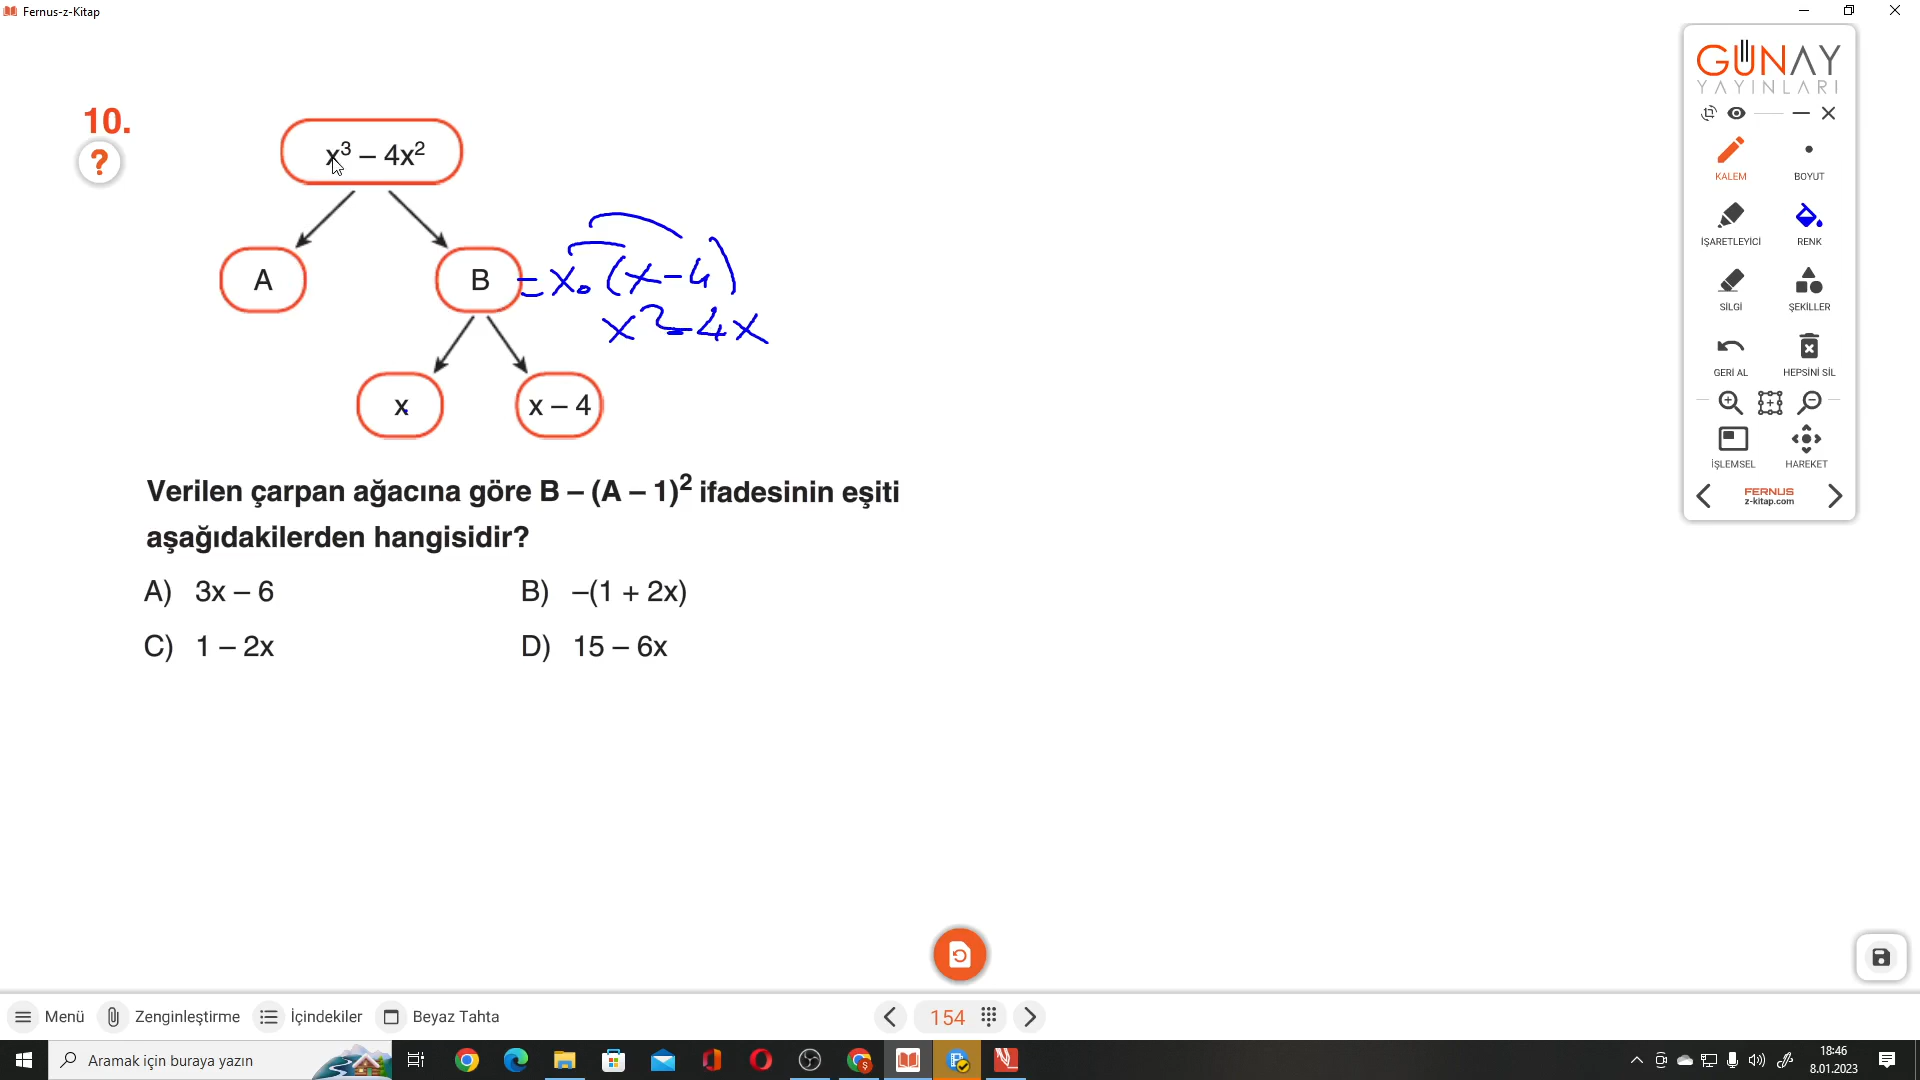 Fernus-z-Kitap
10.
?
x³ – 4x²
A
B
= x . (x – 4)
x² – 4x
x
x – 4
Verilen çarpan ağacına göre B – (A – 1)² ifadesinin eşiti
aşağıdakilerden hangisidir?
A) 3x – 6
B) –(1 + 2x)
C) 1 – 2x
D) 15 – 6x
GÜNAY
YAYINLARI
KALEM
BOYUT
İŞARETLEYİCİ
RENK
SİLGİ
ŞEKİLLER
GERİ AL
HEPSİNİ SİL
İŞLEMSEL
HAREKET
FERNUS
z-kitap.com
Menü
Zenginleştirme
İçindekiler
Beyaz Tahta
154
Aramak için buraya yazın
18:46
8.01.2023